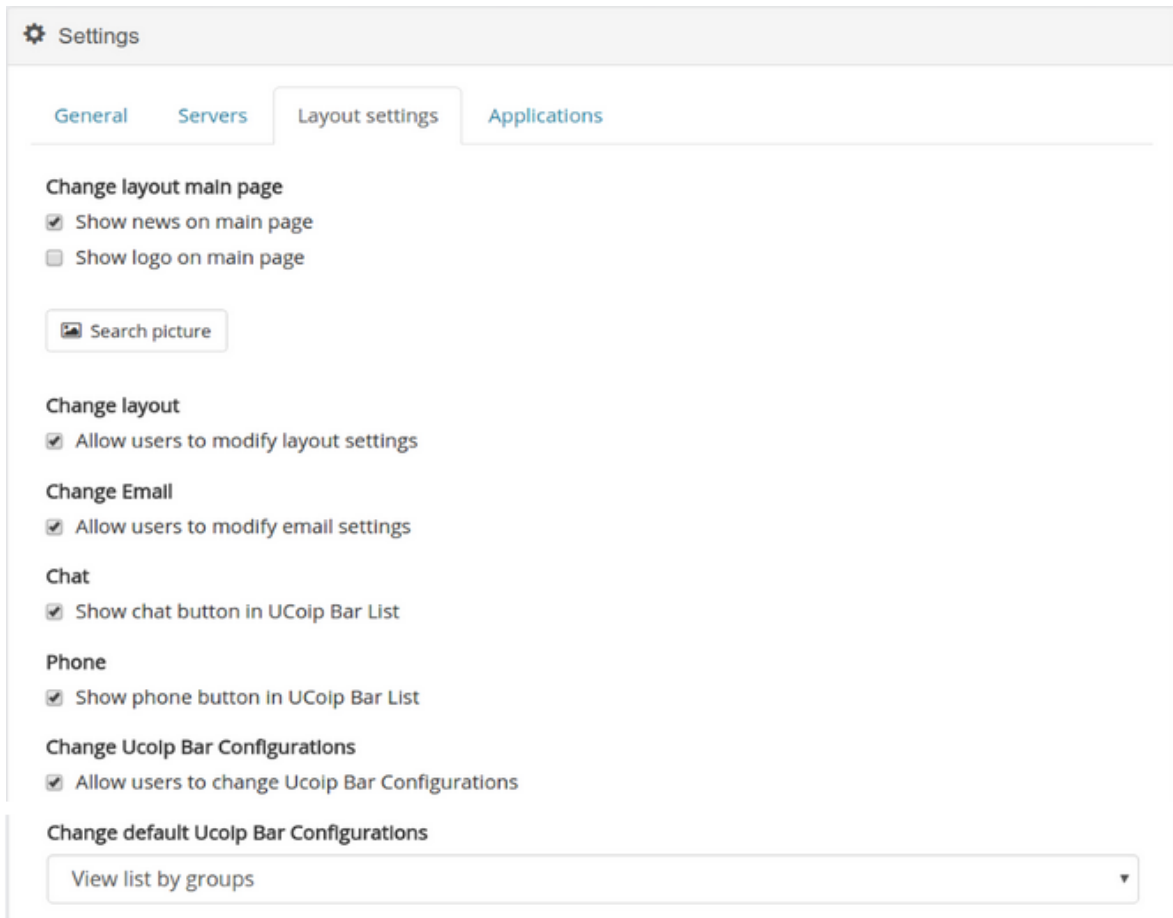 Settings
General Servers Layout settings Applications
Change layout main page
Show news on main page
Show logo on main page
Search picture
Change layout
Allow users to modify layout settings
Change Email
Allow users to modify email settings
Chat
Show chat button in UCoip Bar List
Phone
Show phone button in UCoip Bar List
Change Ucoip Bar Configurations
Allow users to change Ucoip Bar Configurations
Change default Ucoip Bar Configurations
View list by groups